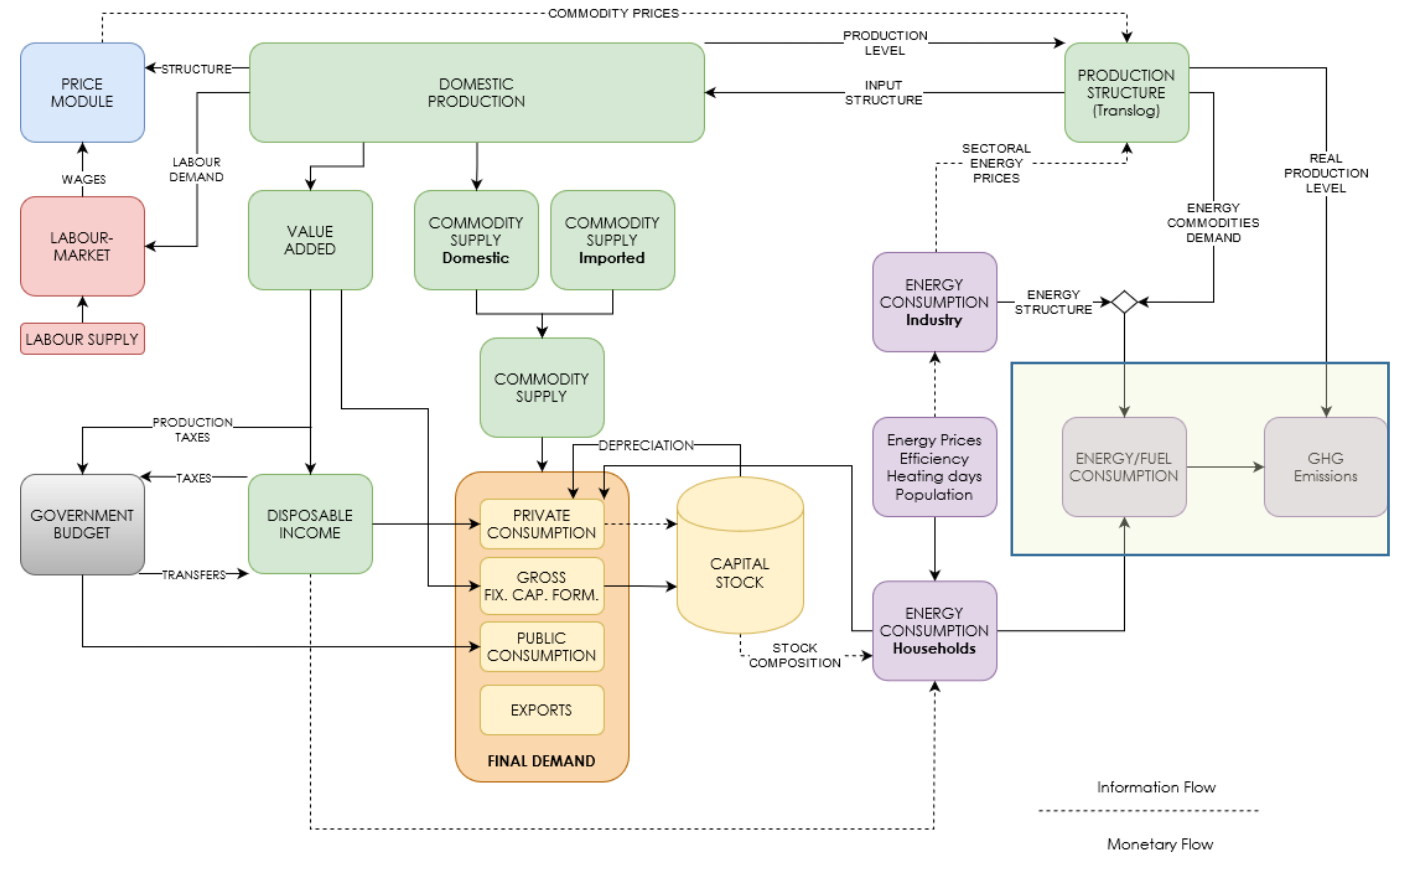 COMMODITY PRICES
PRICE
MODULE
STRUCTURE
DOMESTIC
PRODUCTION
PRODUCTION
LEVEL
INPUT
STRUCTURE
PRODUCTION
STRUCTURE
(Translog)
LABOUR
DEMAND
WAGES
SECTORAL
ENERGY
PRICES
REAL
PRODUCTION
LEVEL
LABOUR-
MARKET
VALUE
ADDED
COMMODITY
SUPPLY
Domestic
COMMODITY
SUPPLY
Imported
ENERGY
COMMODITIES
DEMAND
ENERGY
CONSUMPTION
Industry
ENERGY
STRUCTURE
LABOUR SUPPLY
COMMODITY
SUPPLY
PRODUCTION
TAXES
DEPRECIATION
Energy Prices
Efficiency
Heating days
Population
ENERGY/FUEL
CONSUMPTION
GHG
Emissions
TAXES
GOVERNMENT
BUDGET
DISPOSABLE
INCOME
PRIVATE
CONSUMPTION
CAPITAL
STOCK
TRANSFERS
GROSS
FIX. CAP. FORM.
PUBLIC
CONSUMPTION
STOCK
COMPOSITION
ENERGY
CONSUMPTION
Households
EXPORTS
FINAL DEMAND
Information Flow
Monetary Flow